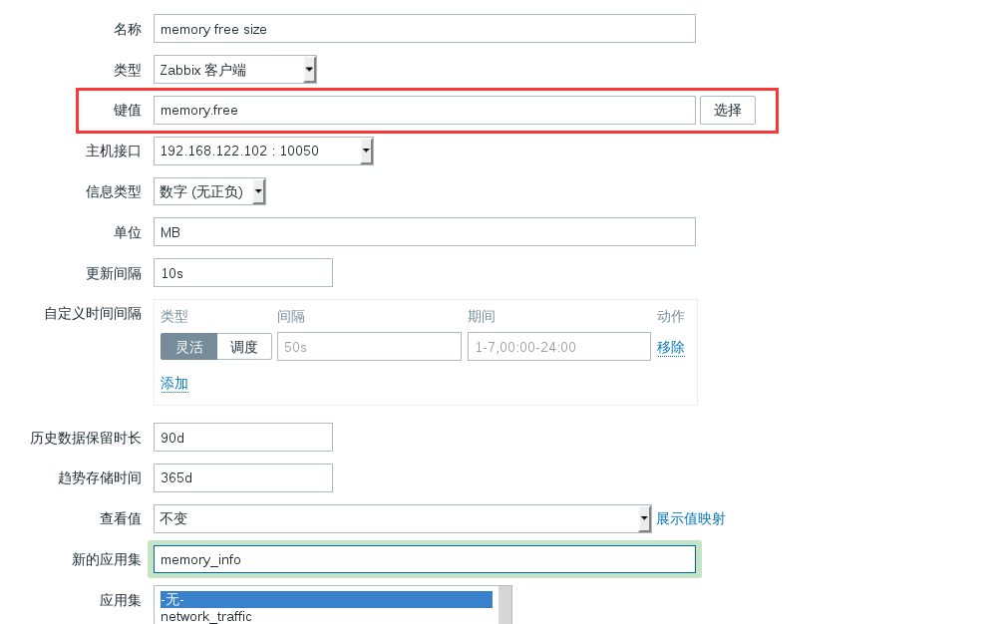 名称 memory free size
类型 Zabbix 客户端
键值 memory.free 选择
主机接口 192.168.122.102 : 10050
信息类型 数字 (无正负)
单位 MB
更新间隔 10s
自定义时间间隔 类型 间隔 期间 动作
灵活 调度 50s 1-7,00:00-24:00 移除
添加
历史数据保留时长 90d
趋势存储时间 365d
查看值 不变 展示值映射
新的应用集 memory_info
应用集 -无-
network_traffic